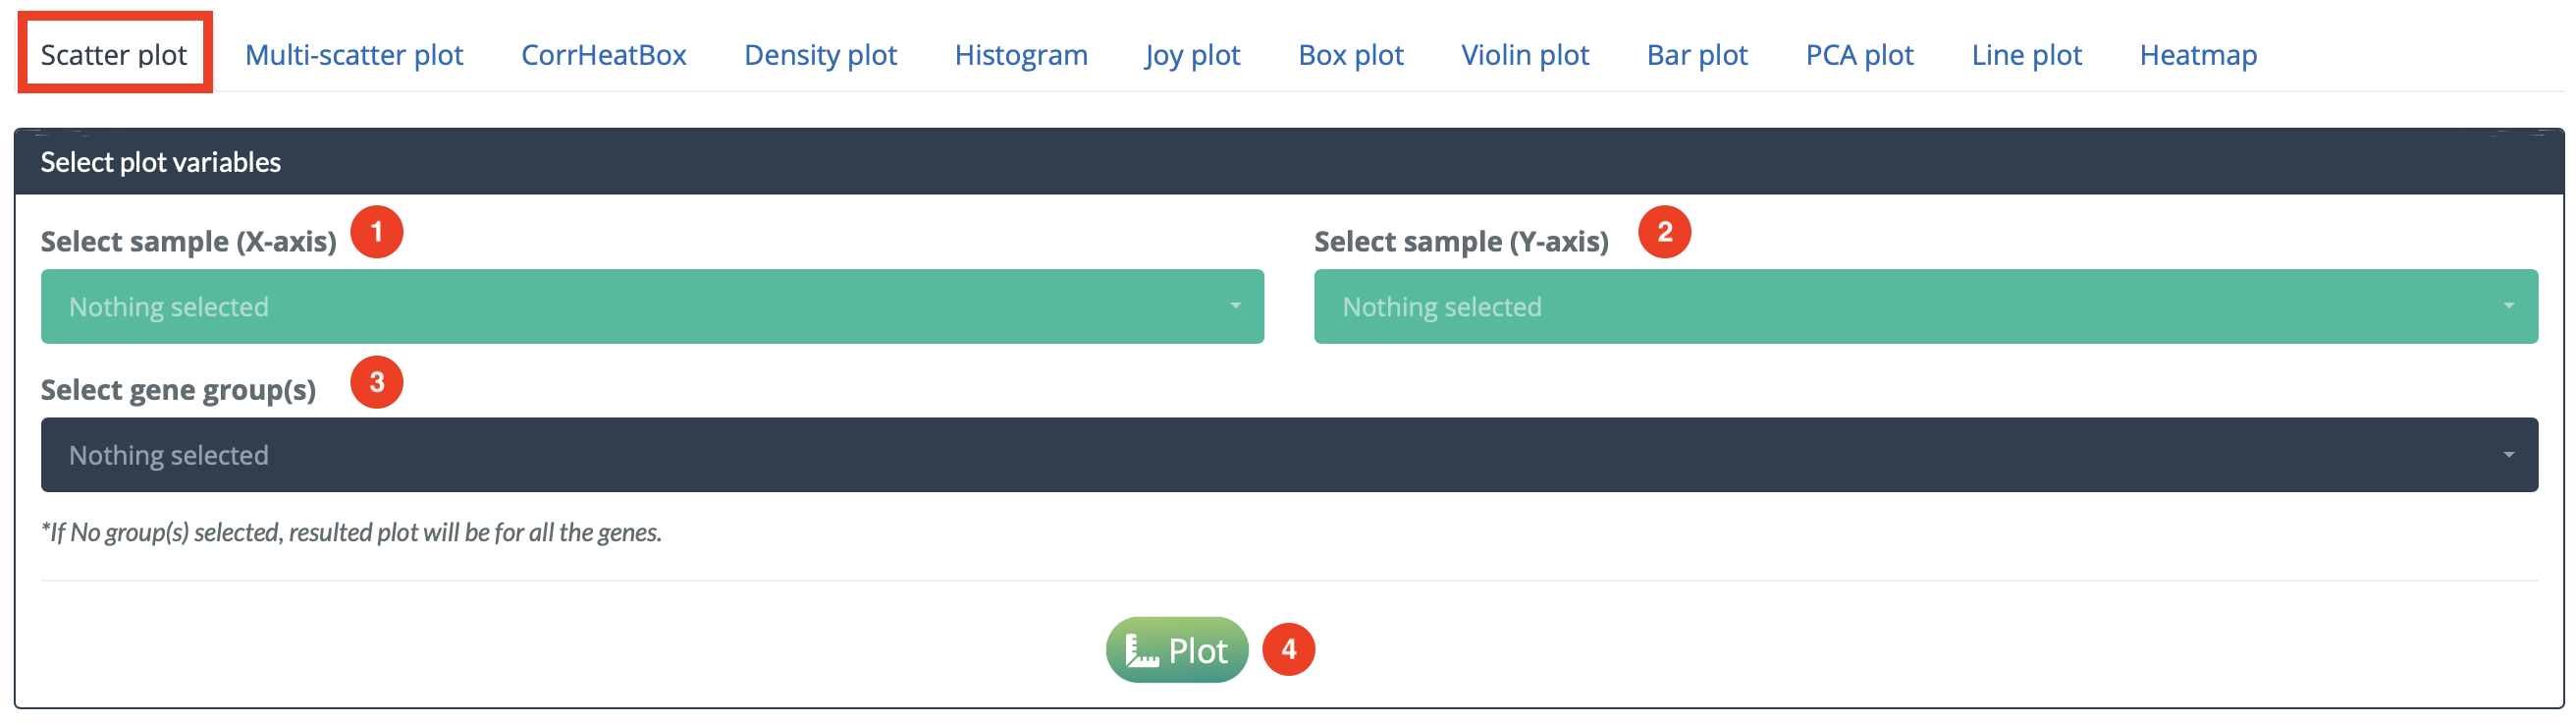 Scatter plot Multi-scatter plot CorrHeatBox Density plot Histogram Joy plot Box plot Violin plot Bar plot PCA plot Line plot Heatmap
Select plot variables
Select sample (X-axis) 1 Select sample (Y-axis) 2
Nothing selected Nothing selected
Select gene group(s) 3
Nothing selected
*If No group(s) selected, resulted plot will be for all the genes.
Plot 4